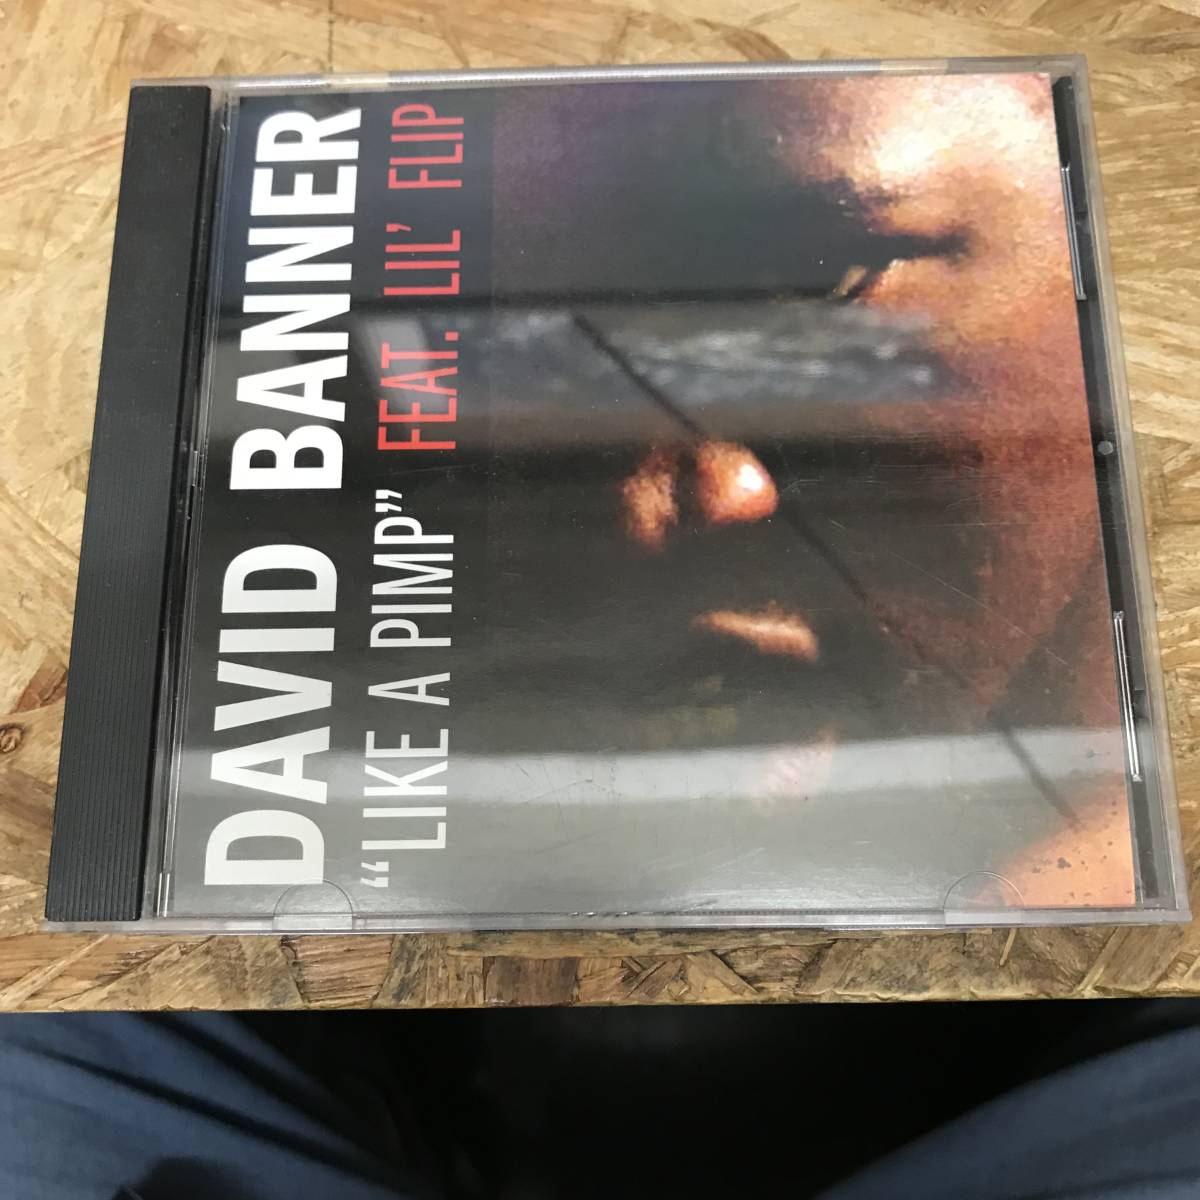 DAVID BANNER
“LIKE A PIMP” FEAT. LIL’ FLIP